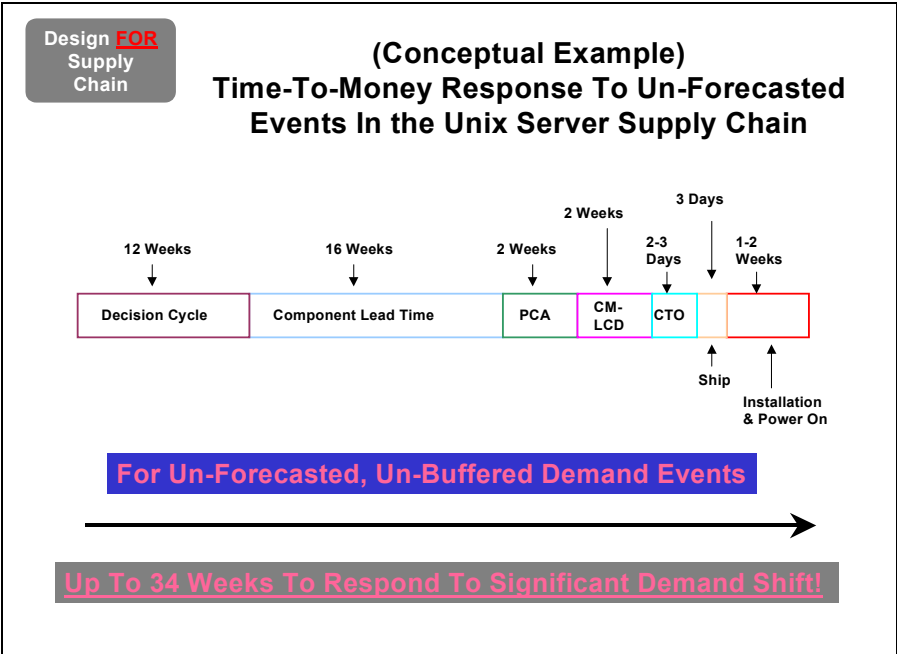 Design FOR
Supply
Chain
(Conceptual Example)
Time-To-Money Response To Un-Forecasted
Events In the Unix Server Supply Chain
12 Weeks
16 Weeks
2 Weeks
2 Weeks
2-3
Days
3 Days
1-2
Weeks
Decision Cycle
Component Lead Time
PCA
CM-
LCD
CTO
Ship
Installation
& Power On
For Un-Forecasted, Un-Buffered Demand Events
Up To 34 Weeks To Respond To Significant Demand Shift!